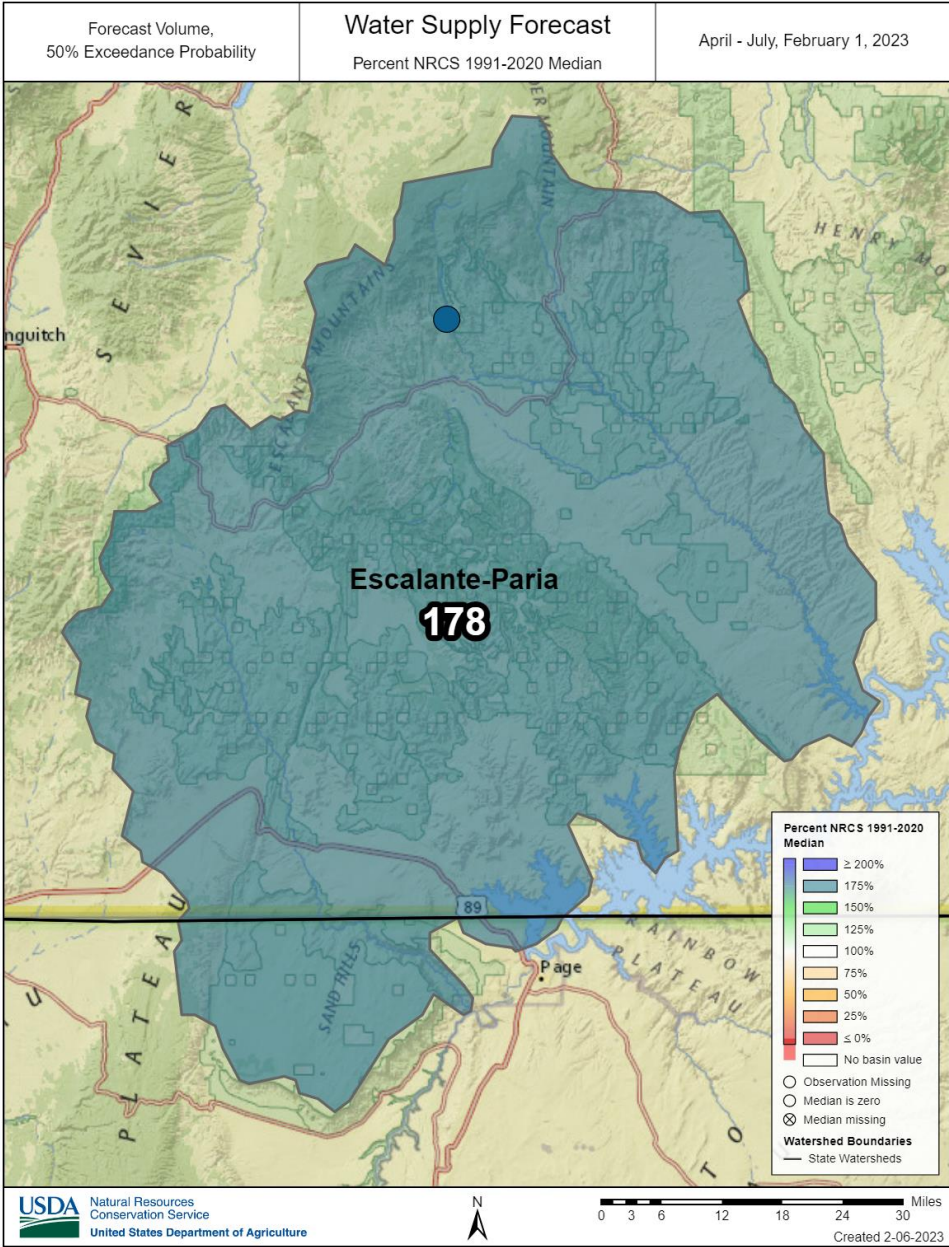 Forecast Volume,
50% Exceedance Probability
Water Supply Forecast
Percent NRCS 1991-2020 Median
April - July, February 1, 2023
SEVIER
DER MOUNTAIN
HENRY MO
ESCALANTE MOUNTAINS
nguitch
Escalante-Paria
178
89
Page
RAINBOW
PLATEAU
SAND HILLS
U
PLATEAU
TO
Percent NRCS 1991-2020
Median
≥ 200%
175%
150%
125%
100%
75%
50%
25%
≤ 0%
No basin value
Observation Missing
Median is zero
Median missing
Watershed Boundaries
State Watersheds
USDA
Natural Resources
Conservation Service
United States Department of Agriculture
N
Miles
0 3 6 12 18 24 30
Created 2-06-2023